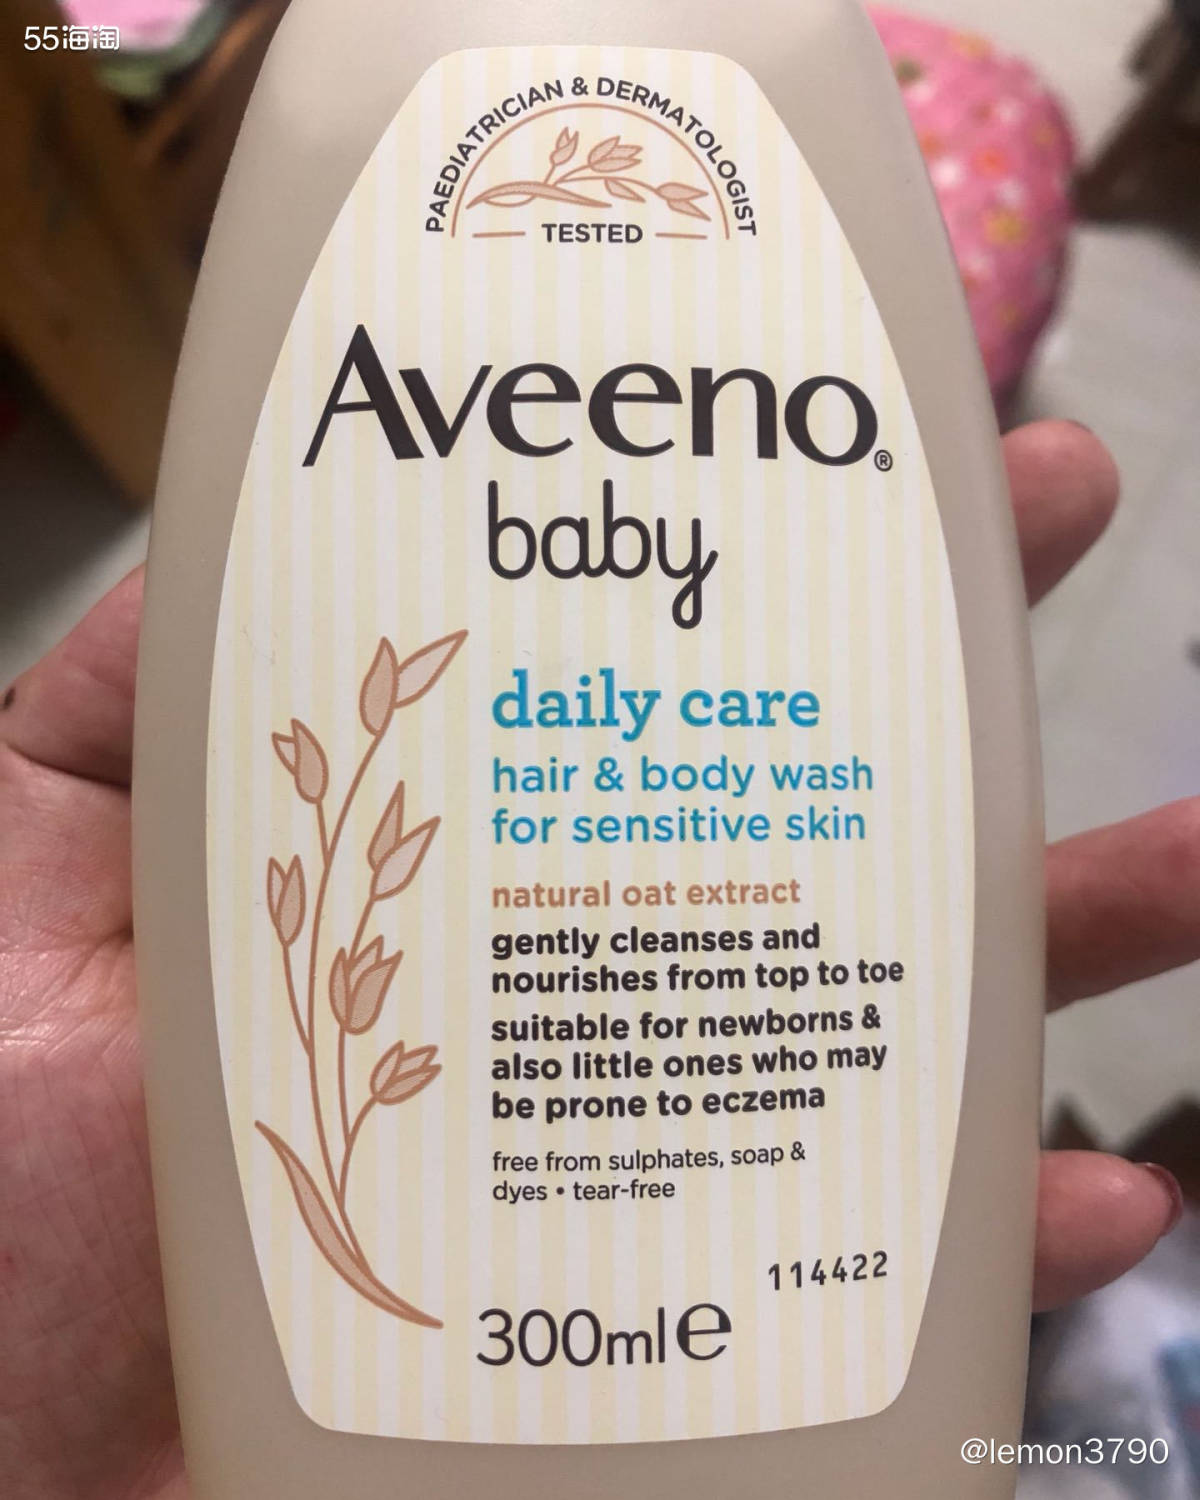 55海淘
PAEDIATRICIAN & DERMATOLOGIST
TESTED
Aveeno®
baby
daily care
hair & body wash
for sensitive skin
natural oat extract
gently cleanses and
nourishes from top to toe
suitable for newborns &
also little ones who may
be prone to eczema
free from sulphates, soap &
dyes • tear-free
114422
300ml℮
@lemon3790